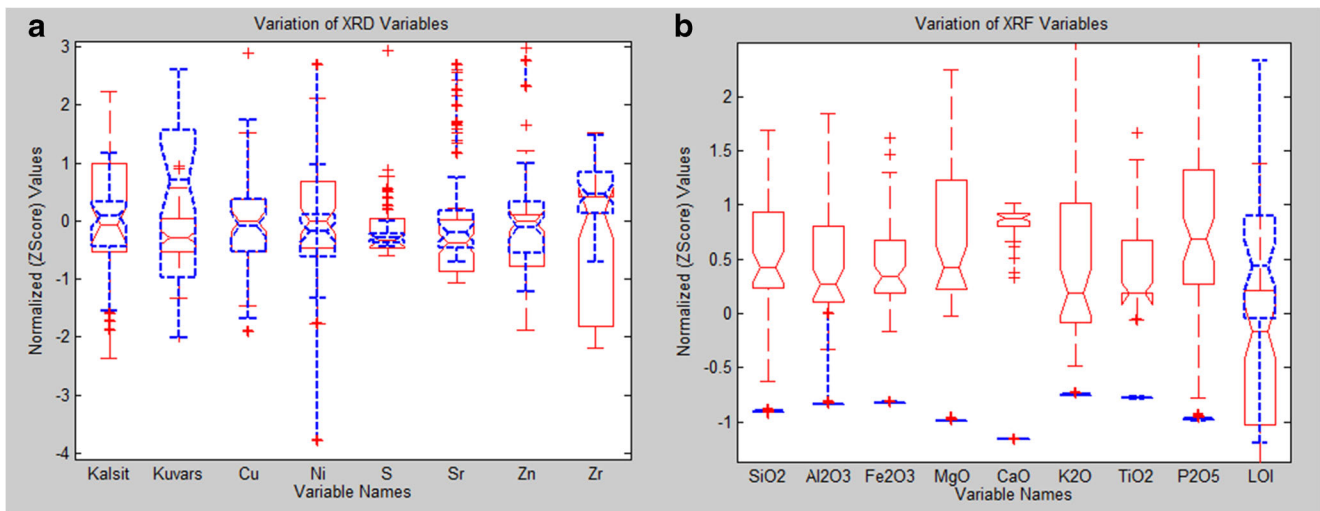 a
Variation of XRD Variables
Normalized (ZScore) Values
3
2
1
0
-1
-2
-3
-4
Kalsit Kuvars Cu Ni S Sr Zn Zr
Variable Names
b
Variation of XRF Variables
Normalized (ZScore) Values
2
1.5
1
0.5
0
-0.5
-1
SiO2 Al2O3 Fe2O3 MgO CaO K2O TiO2 P2O5 LOI
Variable Names